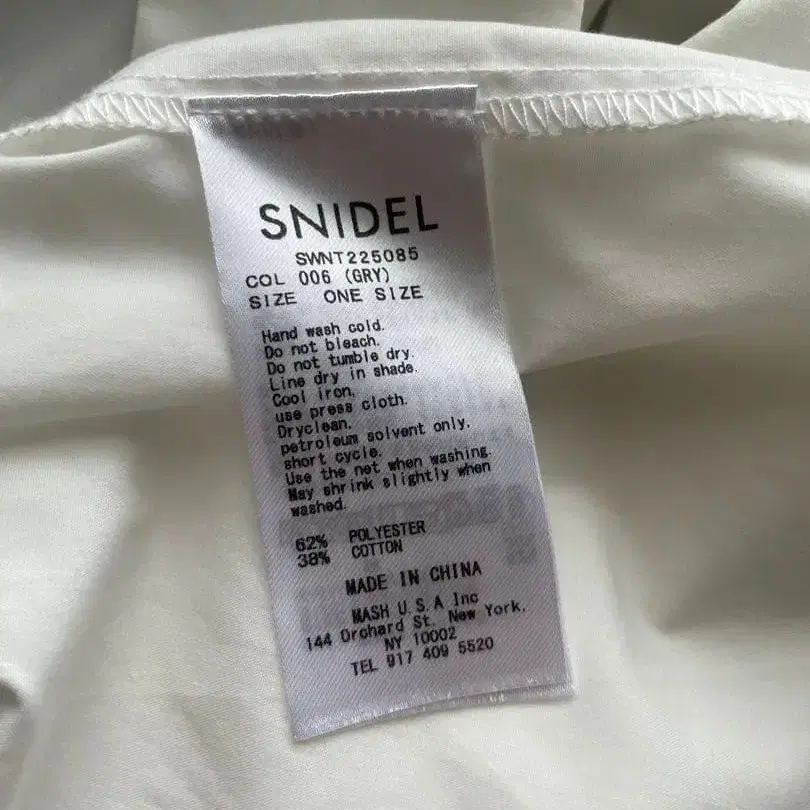 SNIDEL
SWNT225085
COL 006 (GRY)
SIZE ONE SIZE
Hand wash cold.
Do not bleach.
Do not tumble dry.
Line dry in shade.
Cool iron.
use press cloth.
Dryclean.
petroleum solvent only.
short cycle.
Use the net when washing.
May shrink slightly when
washed.
62% POLYESTER
38% COTTON
MADE IN CHINA
MASH U.S.A Inc
144 Orchard St. New York,
NY 10002
TEL 917 409 5520